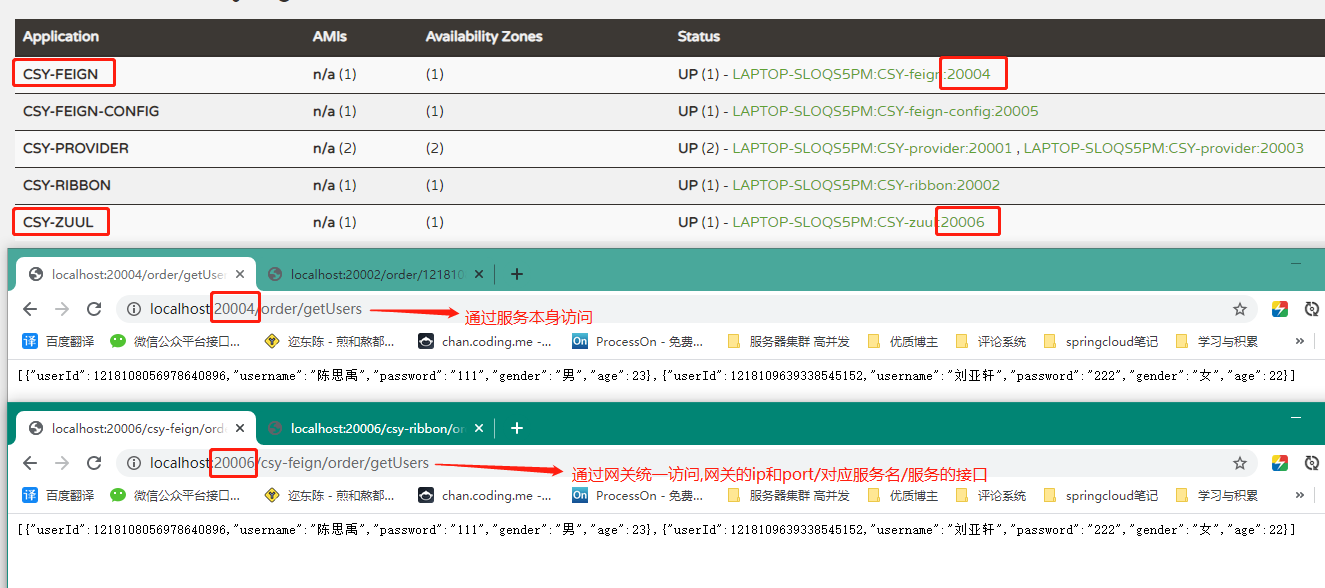 Application AMIs Availability Zones Status
CSY-FEIGN n/a (1) (1) UP (1) - LAPTOP-SLOQS5PM:CSY-feign:20004
CSY-FEIGN-CONFIG n/a (1) (1) UP (1) - LAPTOP-SLOQS5PM:CSY-feign-config:20005
CSY-PROVIDER n/a (2) (2) UP (2) - LAPTOP-SLOQS5PM:CSY-provider:20001 , LAPTOP-SLOQS5PM:CSY-provider:20003
CSY-RIBBON n/a (1) (1) UP (1) - LAPTOP-SLOQS5PM:CSY-ribbon:20002
CSY-ZUUL n/a (1) (1) UP (1) - LAPTOP-SLOQS5PM:CSY-zuul:20006
localhost:20004/order/getUse localhost:20002/order/121810
localhost:20004/order/getUsers
通过服务本身访问
译 百度翻译 微信公众平台接口... 迩东陈 - 煎和熬都... chan.coding.me -... On ProcessOn - 免费... 服务器集群 高并发 优质博主 评论系统 springcloud笔记 学习与积累 »
[{"userId":1218108056978640896,"username":"陈思禹","password":"111","gender":"男","age":23},{"userId":1218109639338545152,"username":"刘亚轩","password":"222","gender":"女","age":22}]
localhost:20006/csy-feign/ord localhost:20006/csy-ribbon/or
localhost:20006/csy-feign/order/getUsers
通过网关统一访问,网关的ip和port/对应服务名/服务的接口
译 百度翻译 微信公众平台接口... 迩东陈 - 煎和熬都... chan.coding.me -... On ProcessOn - 免费... 服务器集群 高并发 优质博主 评论系统 springcloud笔记 学习与积累 »
[{"userId":1218108056978640896,"username":"陈思禹","password":"111","gender":"男","age":23},{"userId":1218109639338545152,"username":"刘亚轩","password":"222","gender":"女","age":22}]